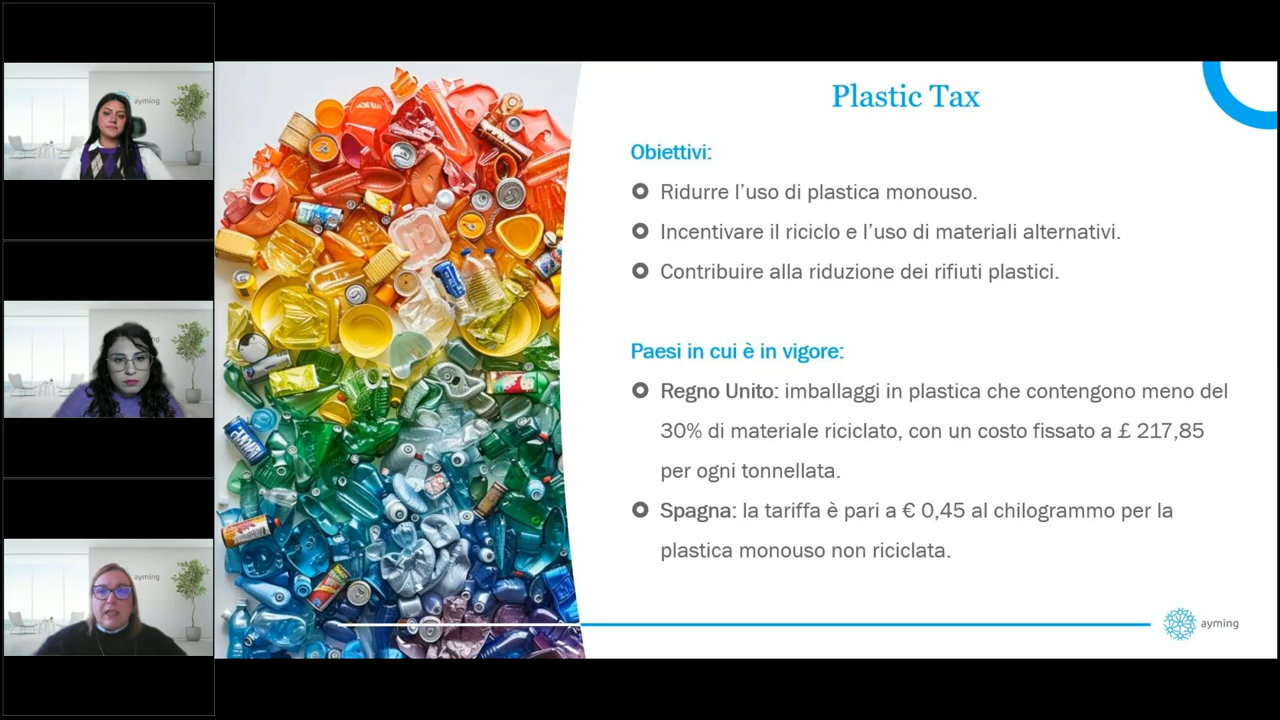 Plastic Tax
Obiettivi:
Ridurre l’uso di plastica monouso.
Incentivare il riciclo e l’uso di materiali alternativi.
Contribuire alla riduzione dei rifiuti plastici.
Paesi in cui è in vigore:
Regno Unito: imballaggi in plastica che contengono meno del
30% di materiale riciclato, con un costo fissato a £ 217,85
per ogni tonnellata.
Spagna: la tariffa è pari a € 0,45 al chilogrammo per la
plastica monouso non riciclata.
ayming
ayming
ayming